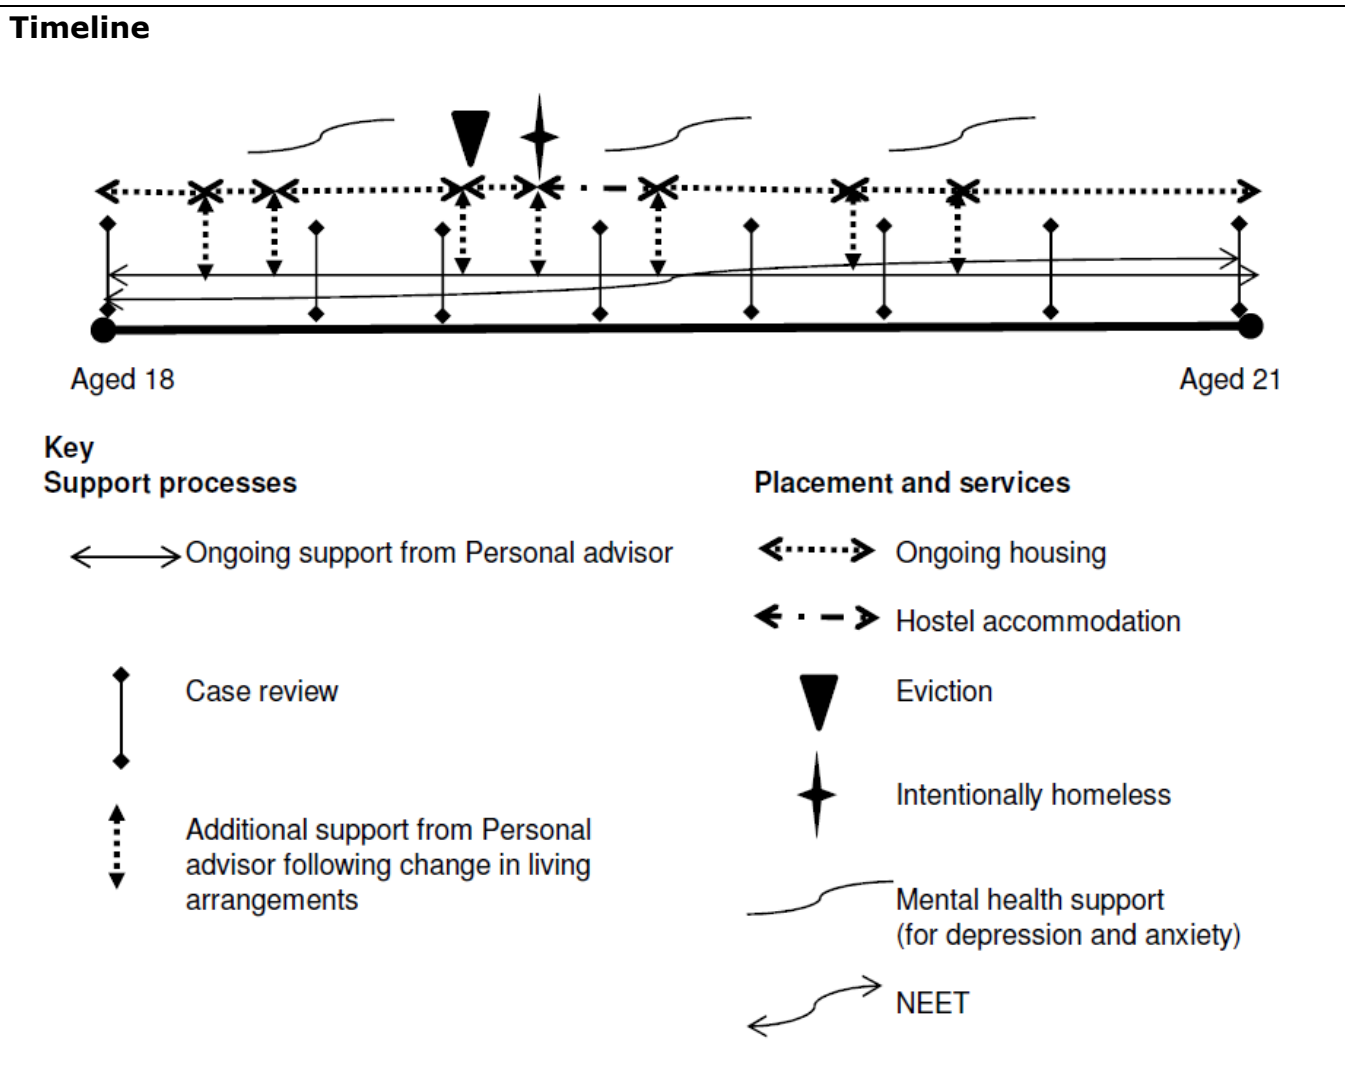 Timeline
Aged 18
Aged 21
Key
Support processes
Ongoing support from Personal advisor
Case review
Additional support from Personal
advisor following change in living
arrangements
Placement and services
Ongoing housing
Hostel accommodation
Eviction
Intentionally homeless
Mental health support
(for depression and anxiety)
NEET